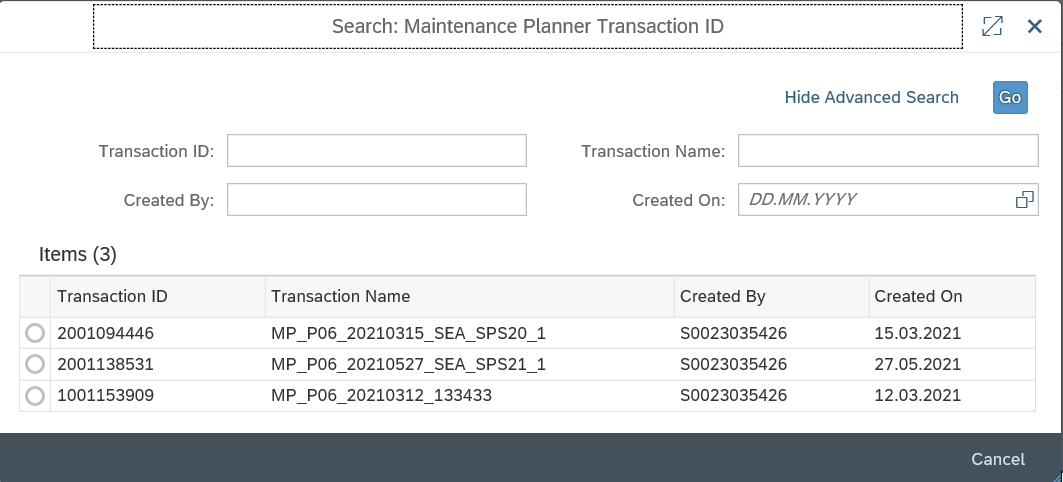 Search: Maintenance Planner Transaction ID
Hide Advanced Search Go
Transaction ID: Transaction Name:
Created By: Created On: DD.MM.YYYY
Items (3)
Transaction ID Transaction Name Created By Created On
2001094446 MP_P06_20210315_SEA_SPS20_1 S0023035426 15.03.2021
2001138531 MP_P06_20210527_SEA_SPS21_1 S0023035426 27.05.2021
1001153909 MP_P06_20210312_133433 S0023035426 12.03.2021
Cancel